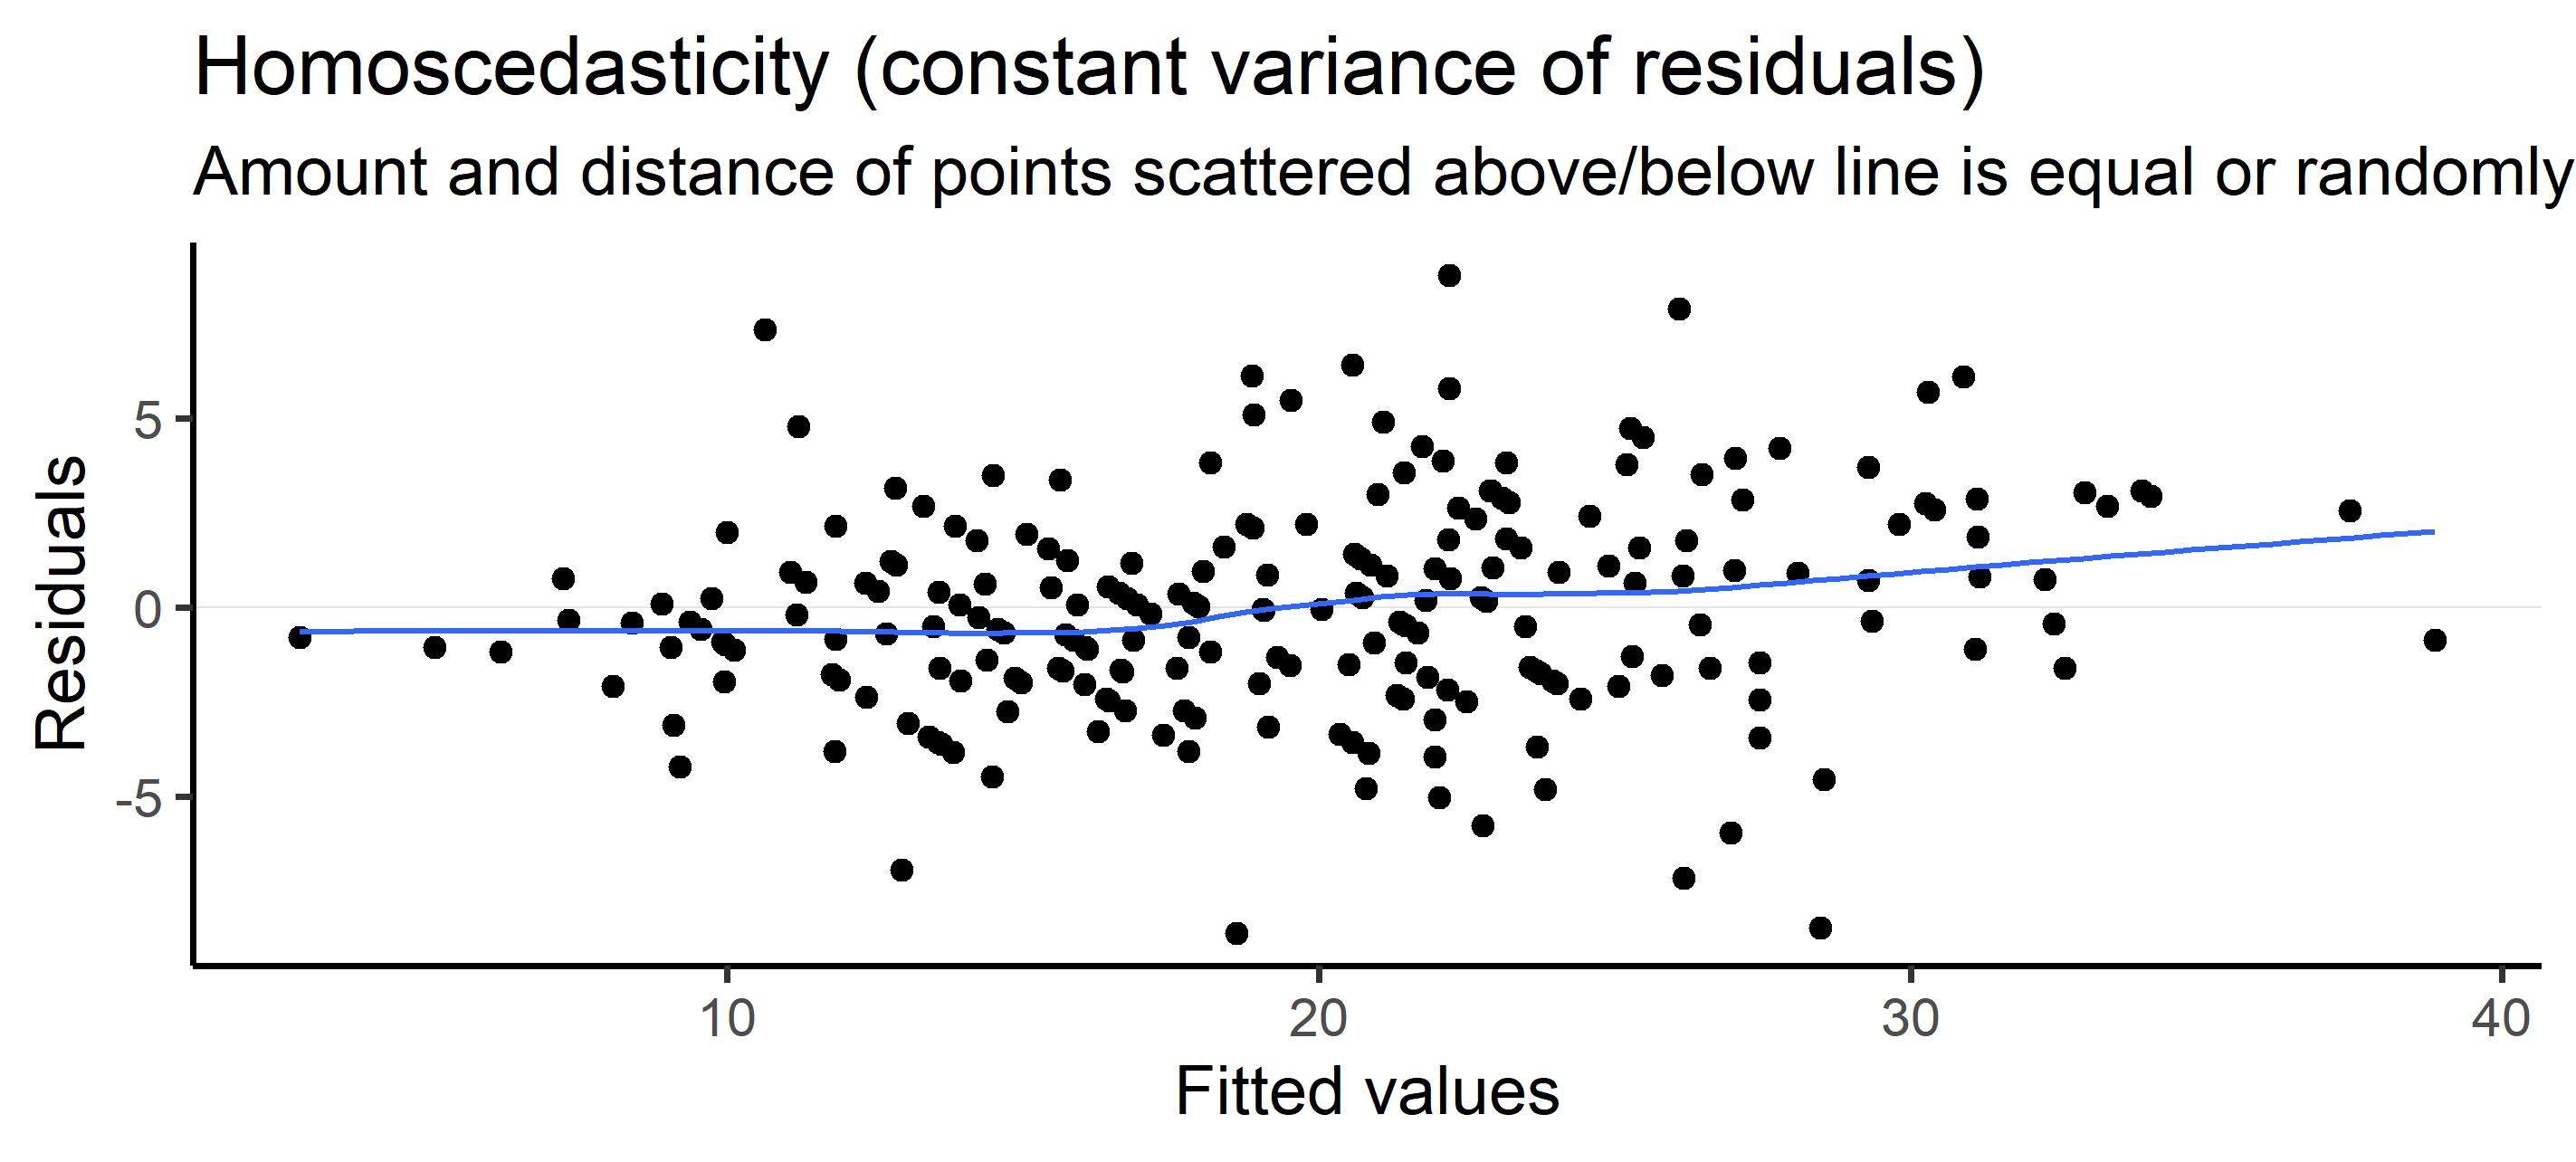 Homoscedasticity (constant variance of residuals)
Amount and distance of points scattered above/below line is equal or randomly
Residuals
5
0
-5
10
20
30
40
Fitted values